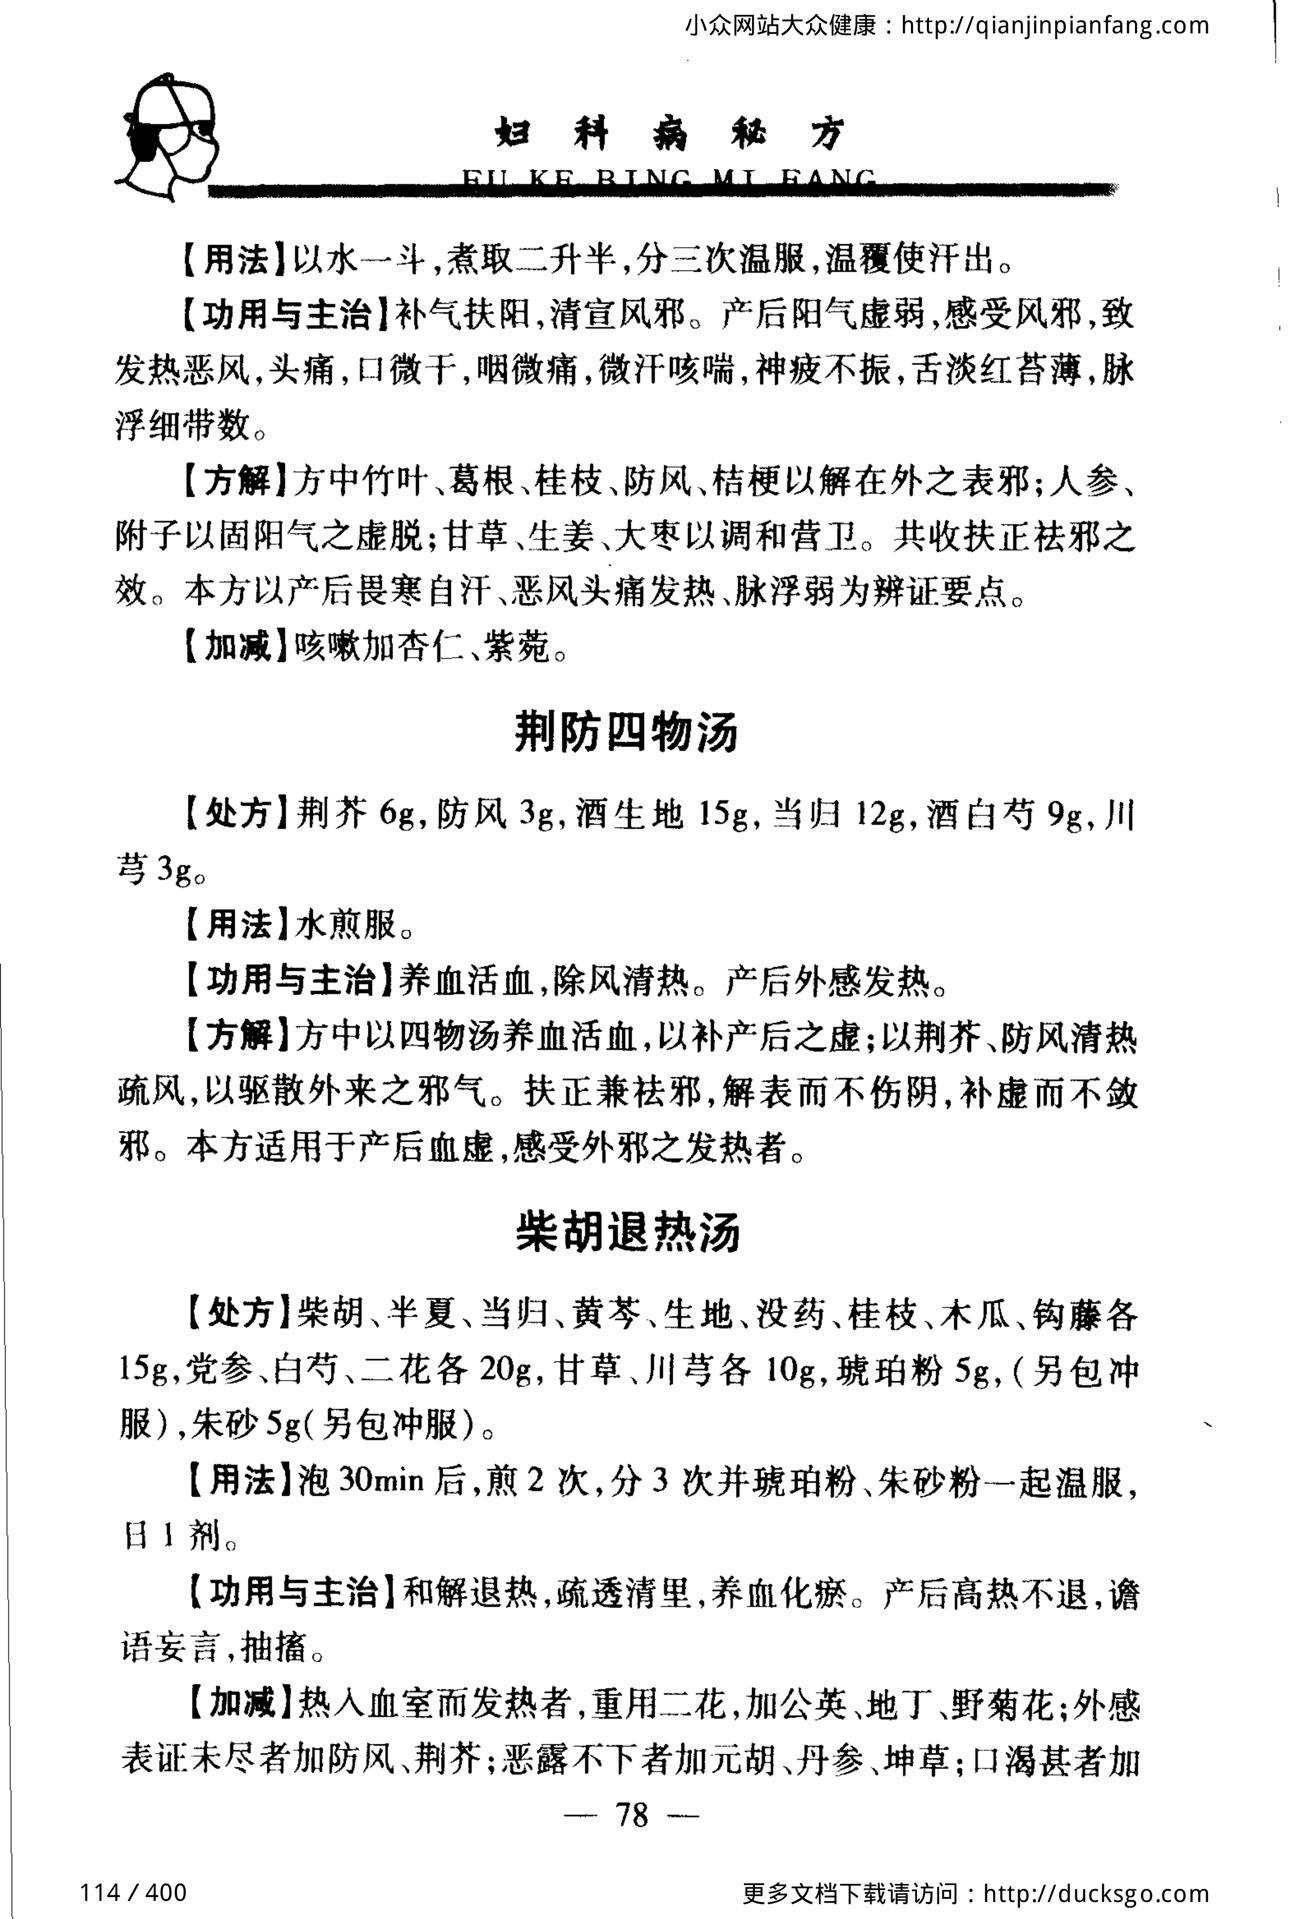 小众网站大众健康：http://qianjinpianfang.com
妇科病秘方
FU KE BING MI FANG
【用法】以水一斗,煮取二升半,分三次温服,温覆使汗出。
【功用与主治】补气扶阳,清宣风邪。产后阳气虚弱,感受风邪,致
发热恶风,头痛,口微干,咽微痛,微汗咳喘,神疲不振,舌淡红苔薄,脉
浮细带数。
【方解】方中竹叶、葛根、桂枝、防风、桔梗以解在外之表邪;人参、
附子以固阳气之虚脱;甘草、生姜、大枣以调和营卫。共收扶正祛邪之
效。本方以产后畏寒自汗、恶风头痛发热、脉浮弱为辨证要点。
【加减】咳嗽加杏仁、紫菀。
荆防四物汤
【处方】荆芥 6g,防风 3g,酒生地 15g,当归 12g,酒白芍 9g,川
芎 3g。
【用法】水煎服。
【功用与主治】养血活血,除风清热。产后外感发热。
【方解】方中以四物汤养血活血,以补产后之虚;以荆芥、防风清热
疏风,以驱散外来之邪气。扶正兼祛邪,解表而不伤阴,补虚而不敛
邪。本方适用于产后血虚,感受外邪之发热者。
柴胡退热汤
【处方】柴胡、半夏、当归、黄芩、生地、没药、桂枝、木瓜、钩藤各
15g,党参、白芍、二花各 20g,甘草、川芎各 10g,琥珀粉 5g,(另包冲
服),朱砂 5g(另包冲服)。
【用法】泡 30min 后,煎 2 次,分 3 次并琥珀粉、朱砂粉一起温服,
日 1 剂。
【功用与主治】和解退热,疏透清里,养血化瘀。产后高热不退,谵
语妄言,抽搐。
【加减】热入血室而发热者,重用二花,加公英、地丁、野菊花;外感
表证未尽者加防风、荆芥;恶露不下者加元胡、丹参、坤草;口渴甚者加
— 78 —
114 / 400
更多文档下载请访问：http://ducksgo.com